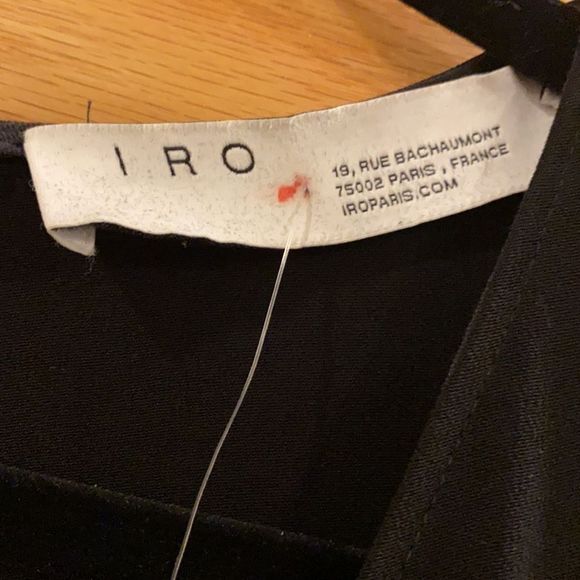 IRO
19, RUE BACHAUMONT
75002 PARIS , FRANCE
IROPARIS.COM